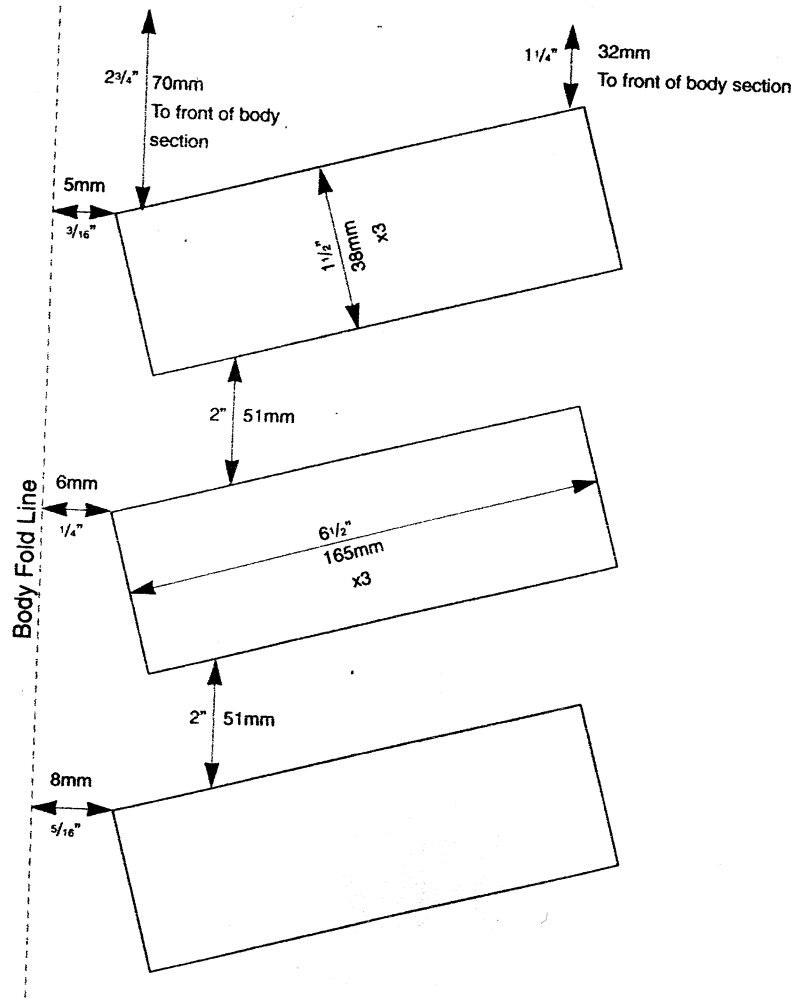 2¾" 70mm
To front of body
section
1¼" 32mm
To front of body section
5mm
3/16"
1½"
38mm
x3
2" 51mm
6mm
¼"
Body Fold Line
6½"
165mm
x3
2" 51mm
8mm
5/16"